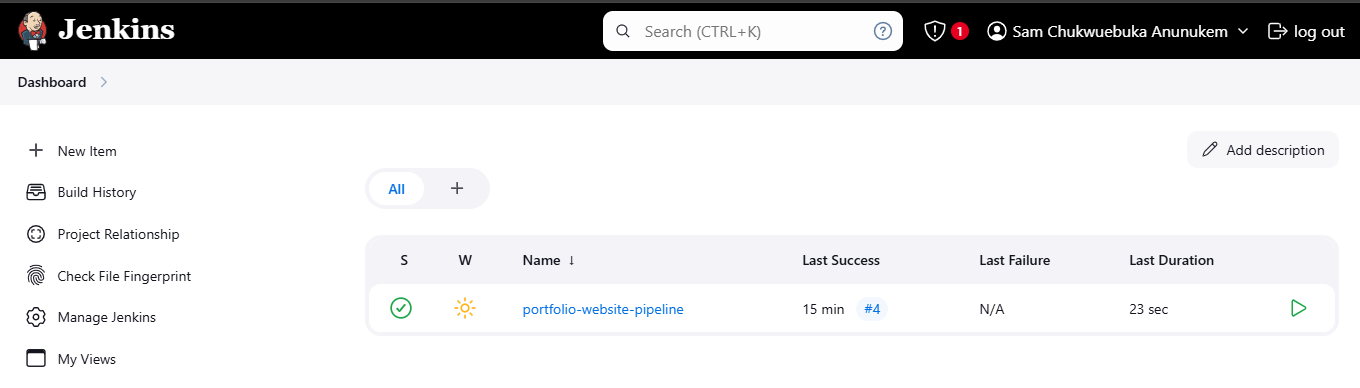 Jenkins
Search (CTRL+K)
?
1
Sam Chukwuebuka Anunukem
log out
Dashboard
New Item
Build History
Project Relationship
Check File Fingerprint
Manage Jenkins
My Views
Add description
All
+
S W Name ↓ Last Success Last Failure Last Duration
portfolio-website-pipeline 15 min #4 N/A 23 sec